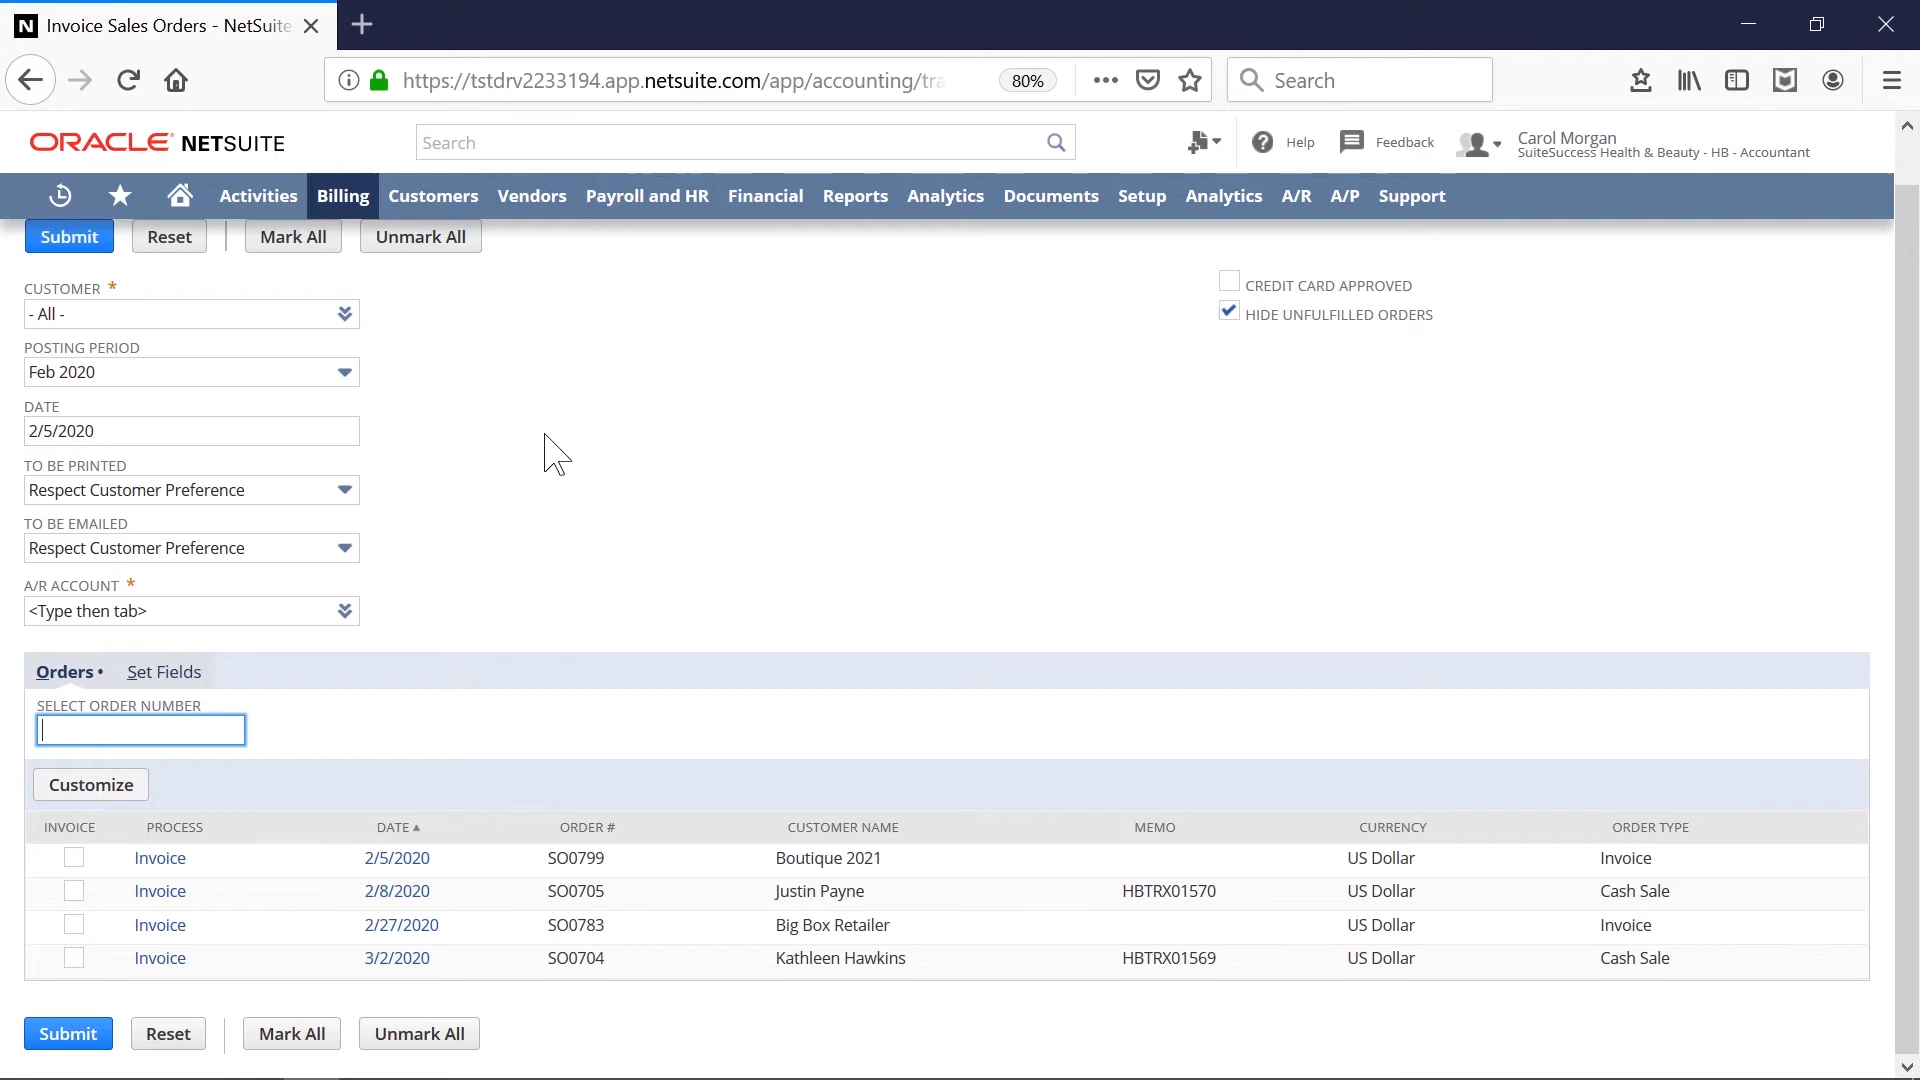 N Invoice Sales Orders - NetSuite
https://tstdrv2233194.app.netsuite.com/app/accounting/tra 80% Search
ORACLE NETSUITE Search Help Feedback Carol Morgan
SuiteSuccess Health & Beauty - HB - Accountant
Activities Billing Customers Vendors Payroll and HR Financial Reports Analytics Documents Setup Analytics A/R A/P Support
Submit Reset Mark All Unmark All
CUSTOMER * CREDIT CARD APPROVED
- All - HIDE UNFULFILLED ORDERS
POSTING PERIOD
Feb 2020
DATE
2/5/2020
TO BE PRINTED
Respect Customer Preference
TO BE EMAILED
Respect Customer Preference
A/R ACCOUNT *
<Type then tab>
Orders • Set Fields
SELECT ORDER NUMBER
Customize
INVOICE PROCESS DATE ▲ ORDER # CUSTOMER NAME MEMO CURRENCY ORDER TYPE
Invoice 2/5/2020 SO0799 Boutique 2021 US Dollar Invoice
Invoice 2/8/2020 SO0705 Justin Payne HBTRX01570 US Dollar Cash Sale
Invoice 2/27/2020 SO0783 Big Box Retailer US Dollar Invoice
Invoice 3/2/2020 SO0704 Kathleen Hawkins HBTRX01569 US Dollar Cash Sale
Submit Reset Mark All Unmark All